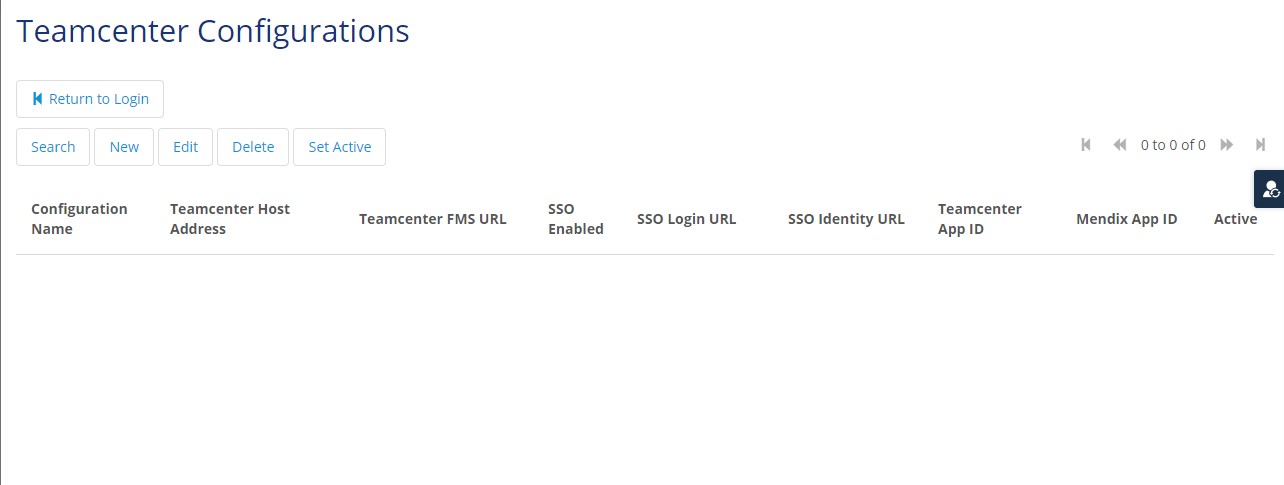 Teamcenter Configurations
Return to Login
Search New Edit Delete Set Active 0 to 0 of 0
Configuration Name Teamcenter Host Address Teamcenter FMS URL SSO Enabled SSO Login URL SSO Identity URL Teamcenter App ID Mendix App ID Active